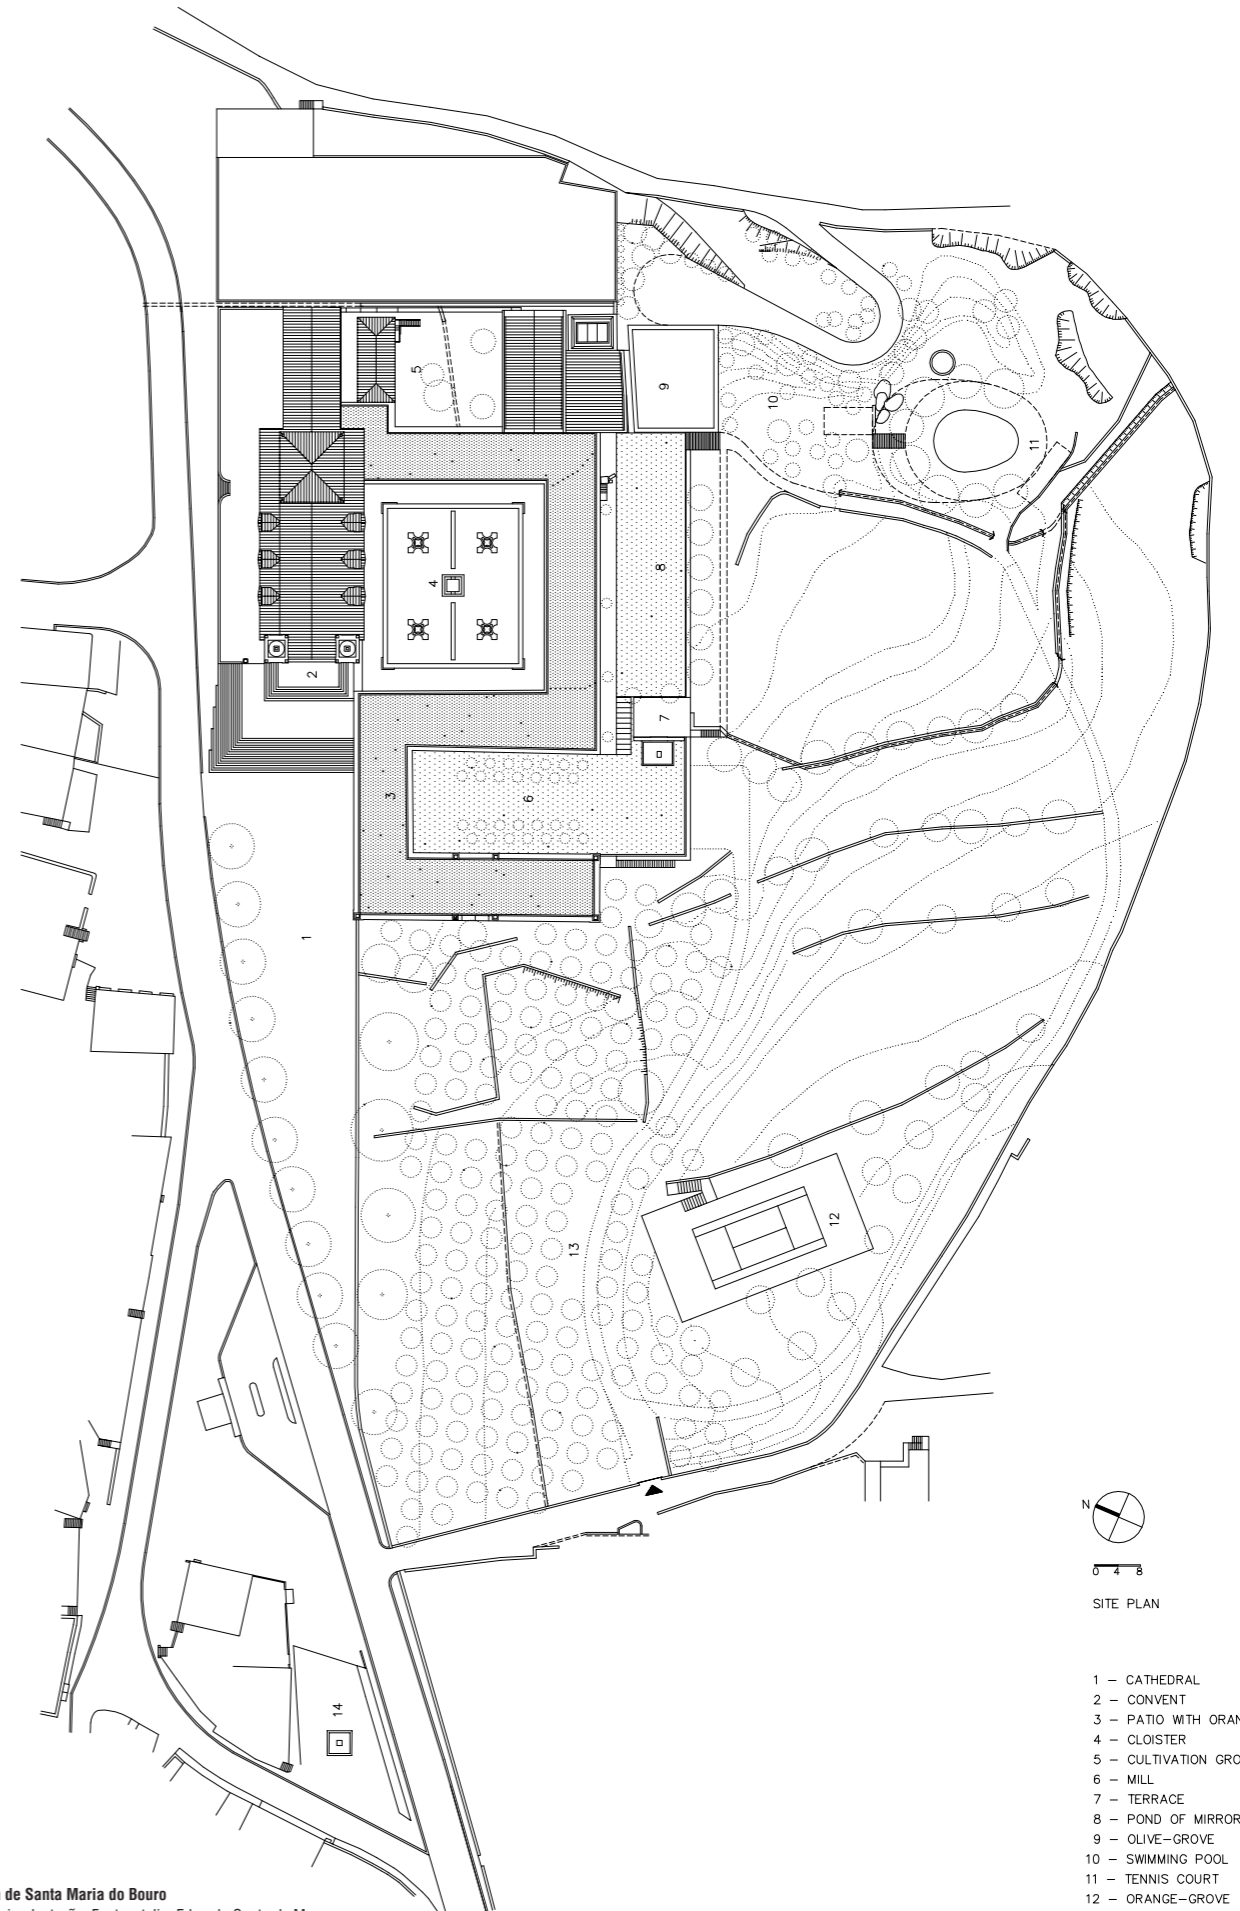 5
9
10
11
8
4
2
7
3
6
1
12
13
N
0 4 8
SITE PLAN
14
1 – CATHEDRAL
2 – CONVENT
3 – PATIO WITH
4 – CLOISTER
5 – CULTIVATION
6 – MILL
7 – TERRACE
8 – POND OF MIRROR
9 – OLIVE–GROVE
10 – SWIMMING POOL
11 – TENNIS COURT
12 – ORANGE–GROVE
de Santa Maria do Bouro